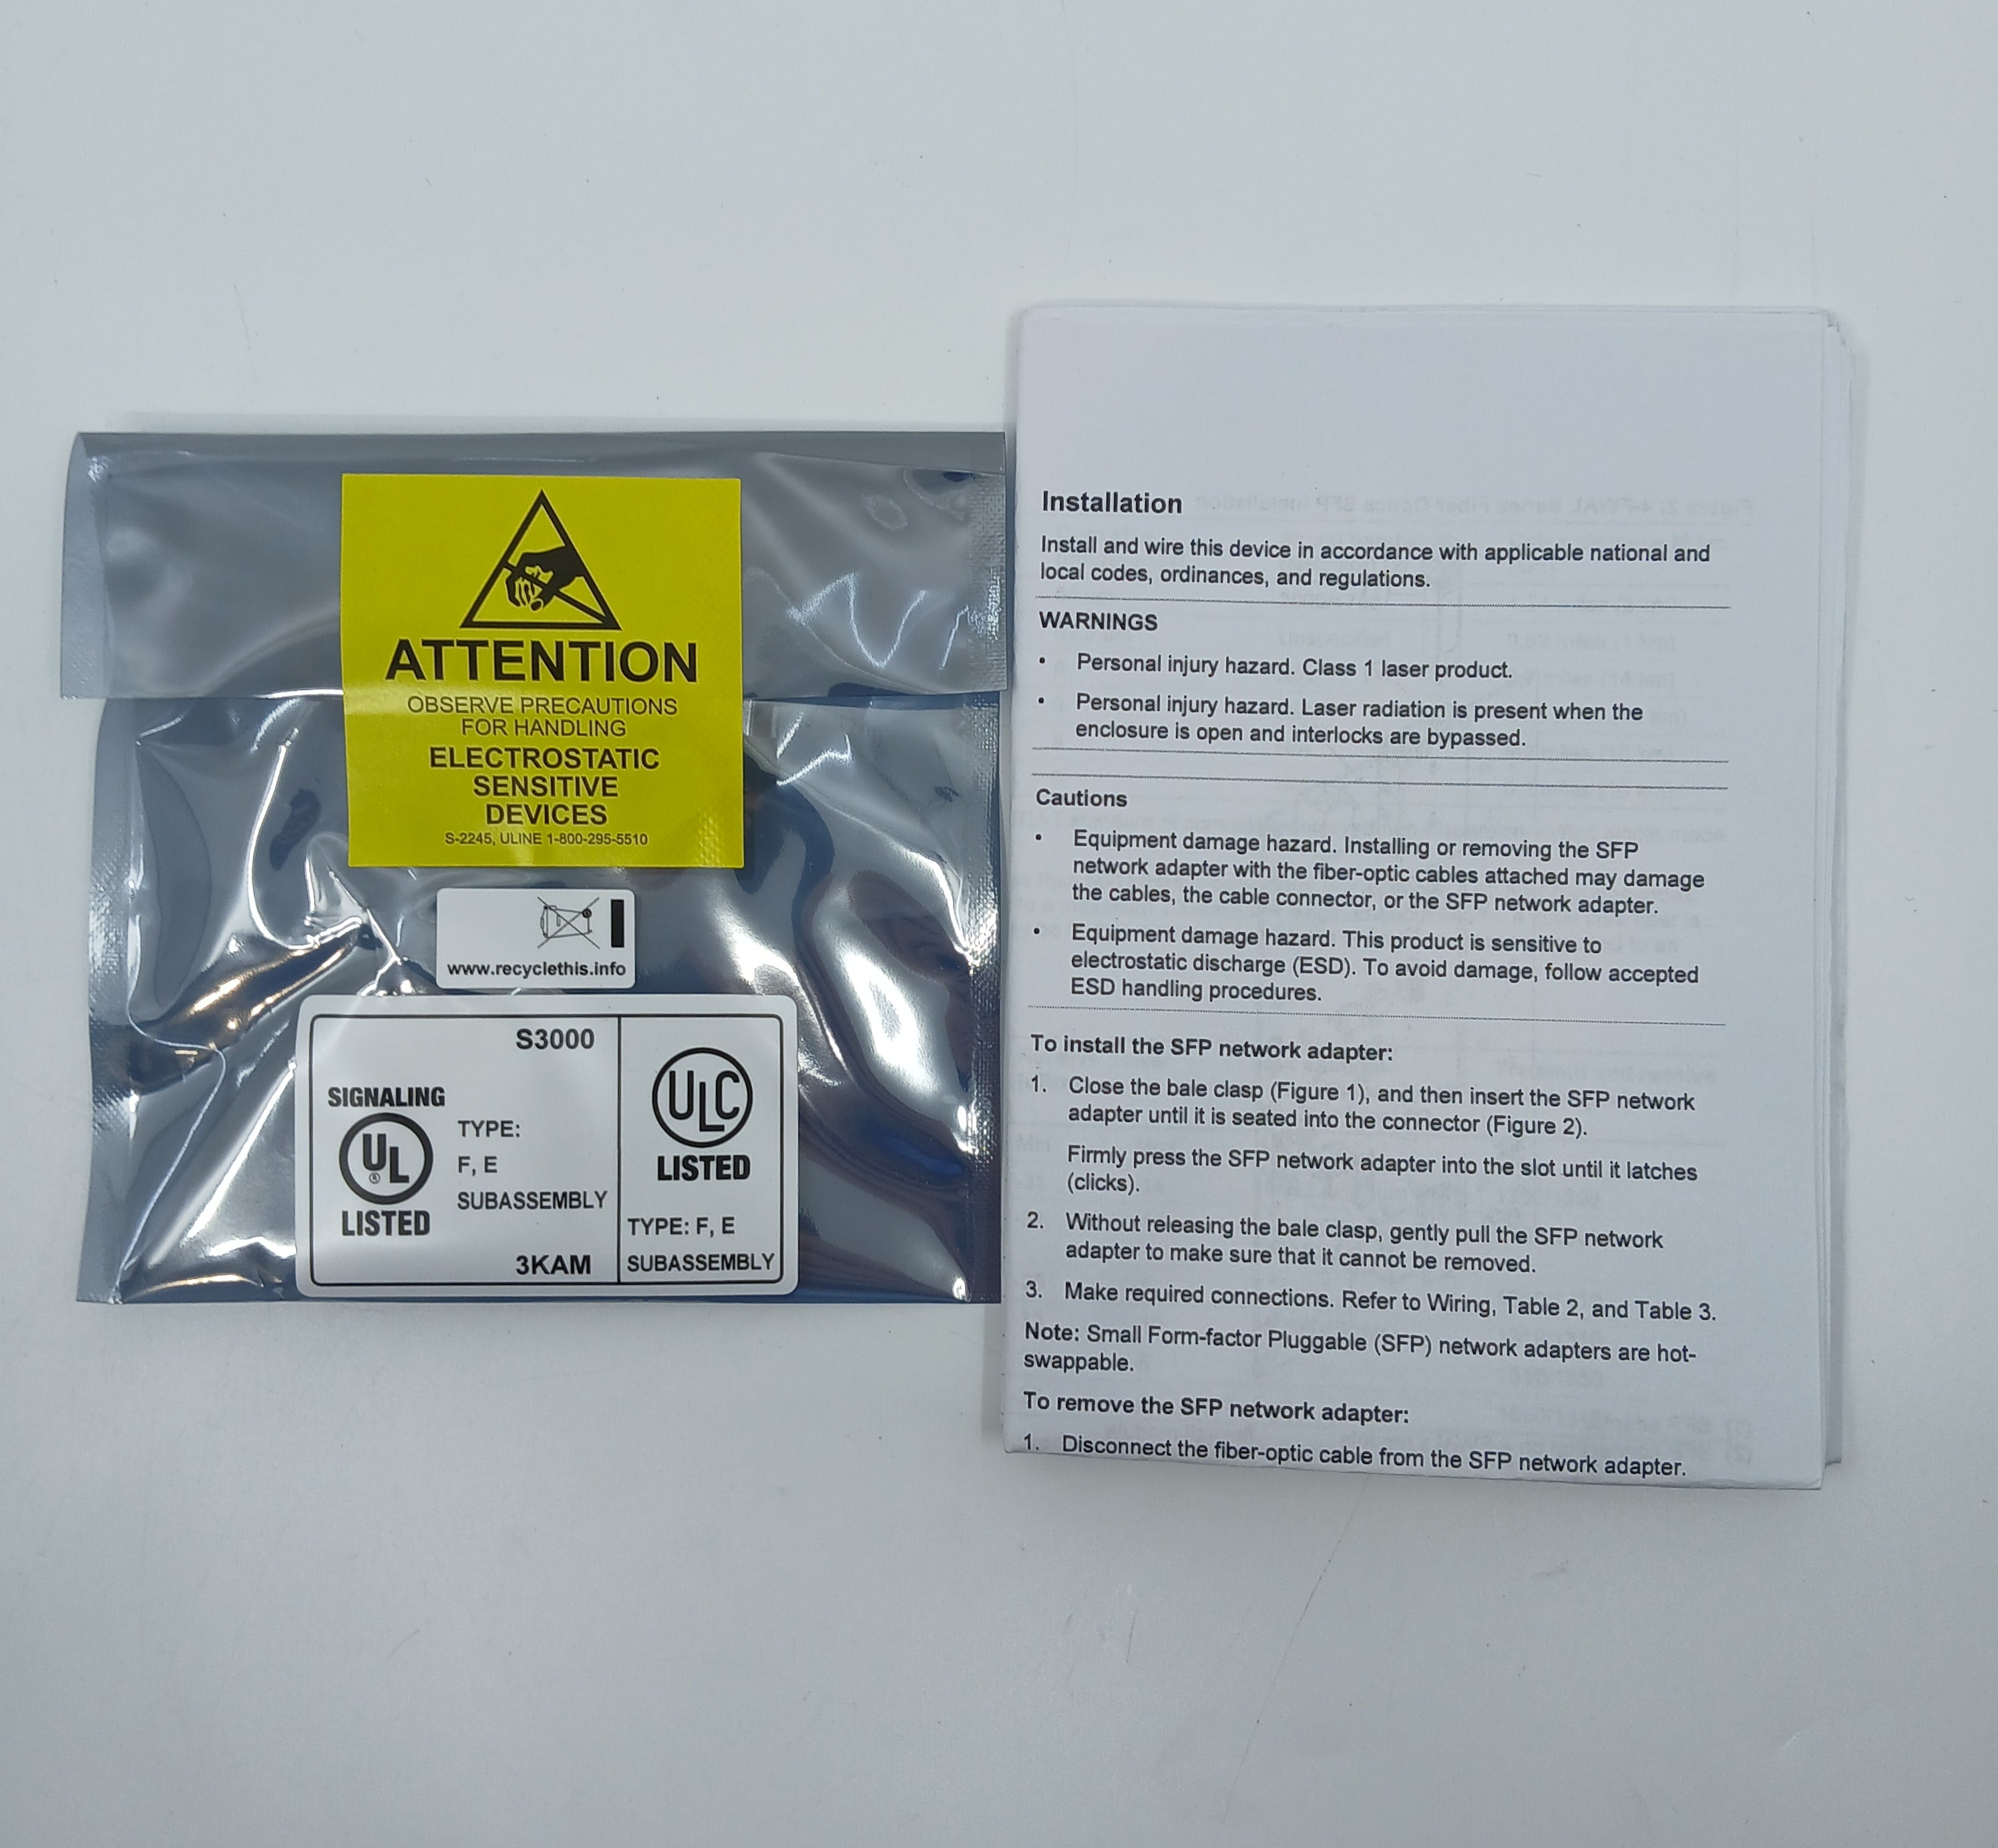 ATTENTION
OBSERVE PRECAUTIONS
FOR HANDLING
ELECTROSTATIC
SENSITIVE
DEVICES
S-2245, ULINE 1-800-295-5510
www.recyclethis.info
S3000
SIGNALING
UL
®
LISTED
TYPE:
F, E
SUBASSEMBLY
3KAM
ULC
LISTED
TYPE: F, E
SUBASSEMBLY
Installation
Install and wire this device in accordance with applicable national and
local codes, ordinances, and regulations.
WARNINGS
• Personal injury hazard. Class 1 laser product.
• Personal injury hazard. Laser radiation is present when the
enclosure is open and interlocks are bypassed.
Cautions
• Equipment damage hazard. Installing or removing the SFP
network adapter with the fiber-optic cables attached may damage
the cables, the cable connector, or the SFP network adapter.
• Equipment damage hazard. This product is sensitive to
electrostatic discharge (ESD). To avoid damage, follow accepted
ESD handling procedures.
To install the SFP network adapter:
1. Close the bale clasp (Figure 1), and then insert the SFP network
adapter until it is seated into the connector (Figure 2).
Firmly press the SFP network adapter into the slot until it latches
(clicks).
2. Without releasing the bale clasp, gently pull the SFP network
adapter to make sure that it cannot be removed.
3. Make required connections. Refer to Wiring, Table 2, and Table 3.
Note: Small Form-factor Pluggable (SFP) network adapters are hot-
swappable.
To remove the SFP network adapter:
1. Disconnect the fiber-optic cable from the SFP network adapter.